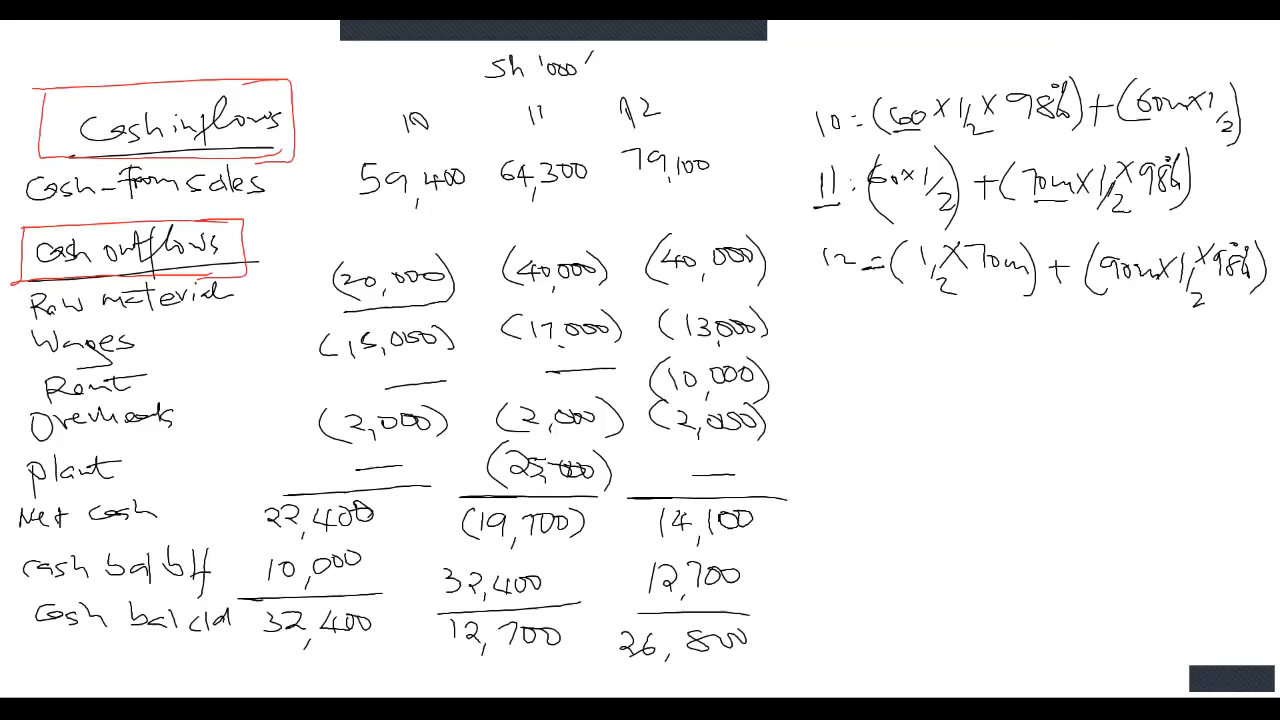 Sh '000'
10 11 12
Cash inflows
Cash from sales 59,400 64,300 79,100
Cash outflows
Raw material (20,000) (40,000) (40,000)
Wages (15,000) (17,000) (13,000)
Rent — — (10,000)
Overheads (2,000) (2,000) (2,000)
plant — (25,000) —
Net cash 22,400 (19,700) 14,100
cash bal b/f 10,000 32,400 12,700
cash bal c/d 32,400 12,700 26,800
10 = (60 × 1/2 × 98%) + (60m × 1/2)
11 : (60 × 1/2) + (70m × 1/2 × 98%)
12 = (1/2 × 70m) + (90m × 1/2 × 98%)